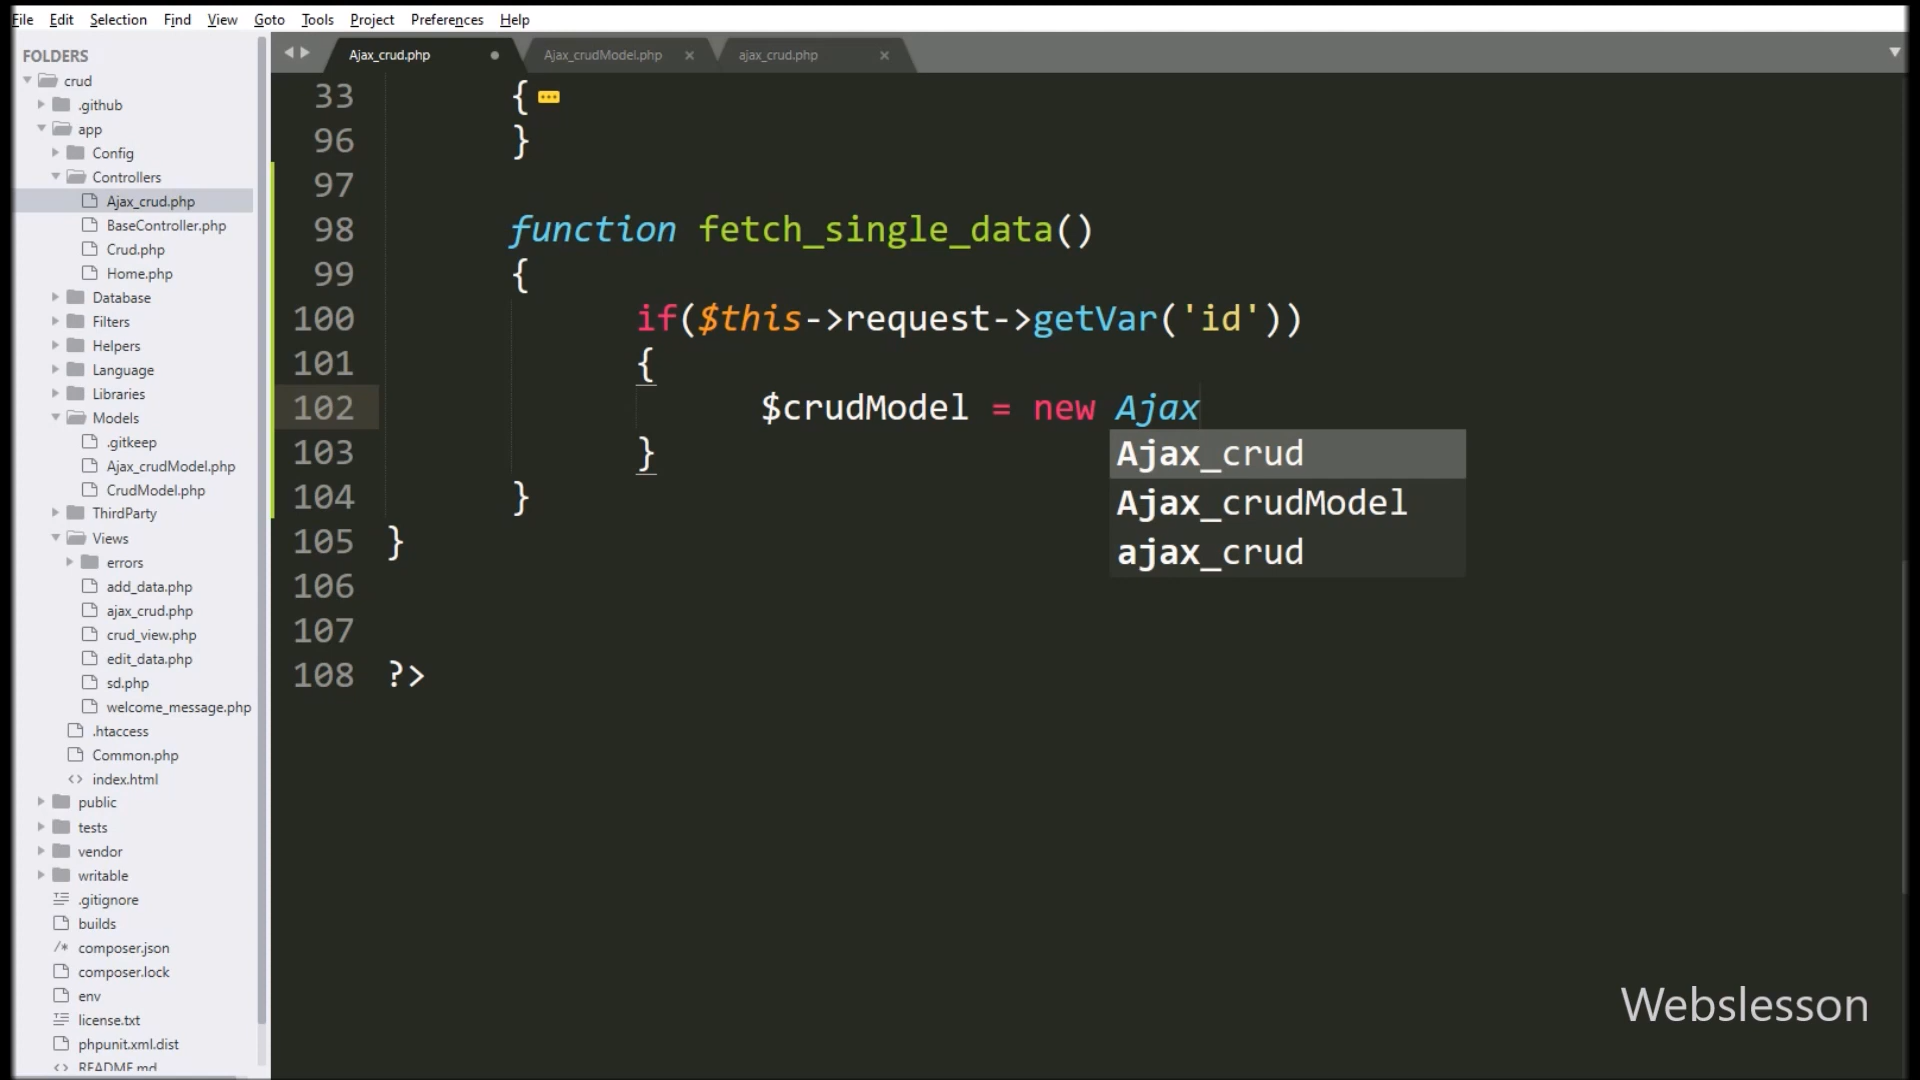 File Edit Selection Find View Goto Tools Project Preferences Help
FOLDERS
crud
.github
app
Config
Controllers
Ajax_crud.php
BaseController.php
Crud.php
Home.php
Database
Filters
Helpers
Language
Libraries
Models
.gitkeep
Ajax_crudModel.php
CrudModel.php
ThirdParty
Views
errors
add_data.php
ajax_crud.php
crud_view.php
edit_data.php
sd.php
welcome_message.php
.htaccess
Common.php
<> index.html
public
tests
vendor
writable
.gitignore
builds
/* composer.json
composer.lock
env
license.txt
phpunit.xml.dist
<> README.md
Ajax_crud.php Ajax_crudModel.php ajax_crud.php
33 {
96 }
97
98 function fetch_single_data()
99 {
100 if($this->request->getVar('id'))
101 {
102 $crudModel = new Ajax
103 }
104 }
105 }
106
107
108 ?>
Ajax_crud
Ajax_crudModel
ajax_crud
Webslesson